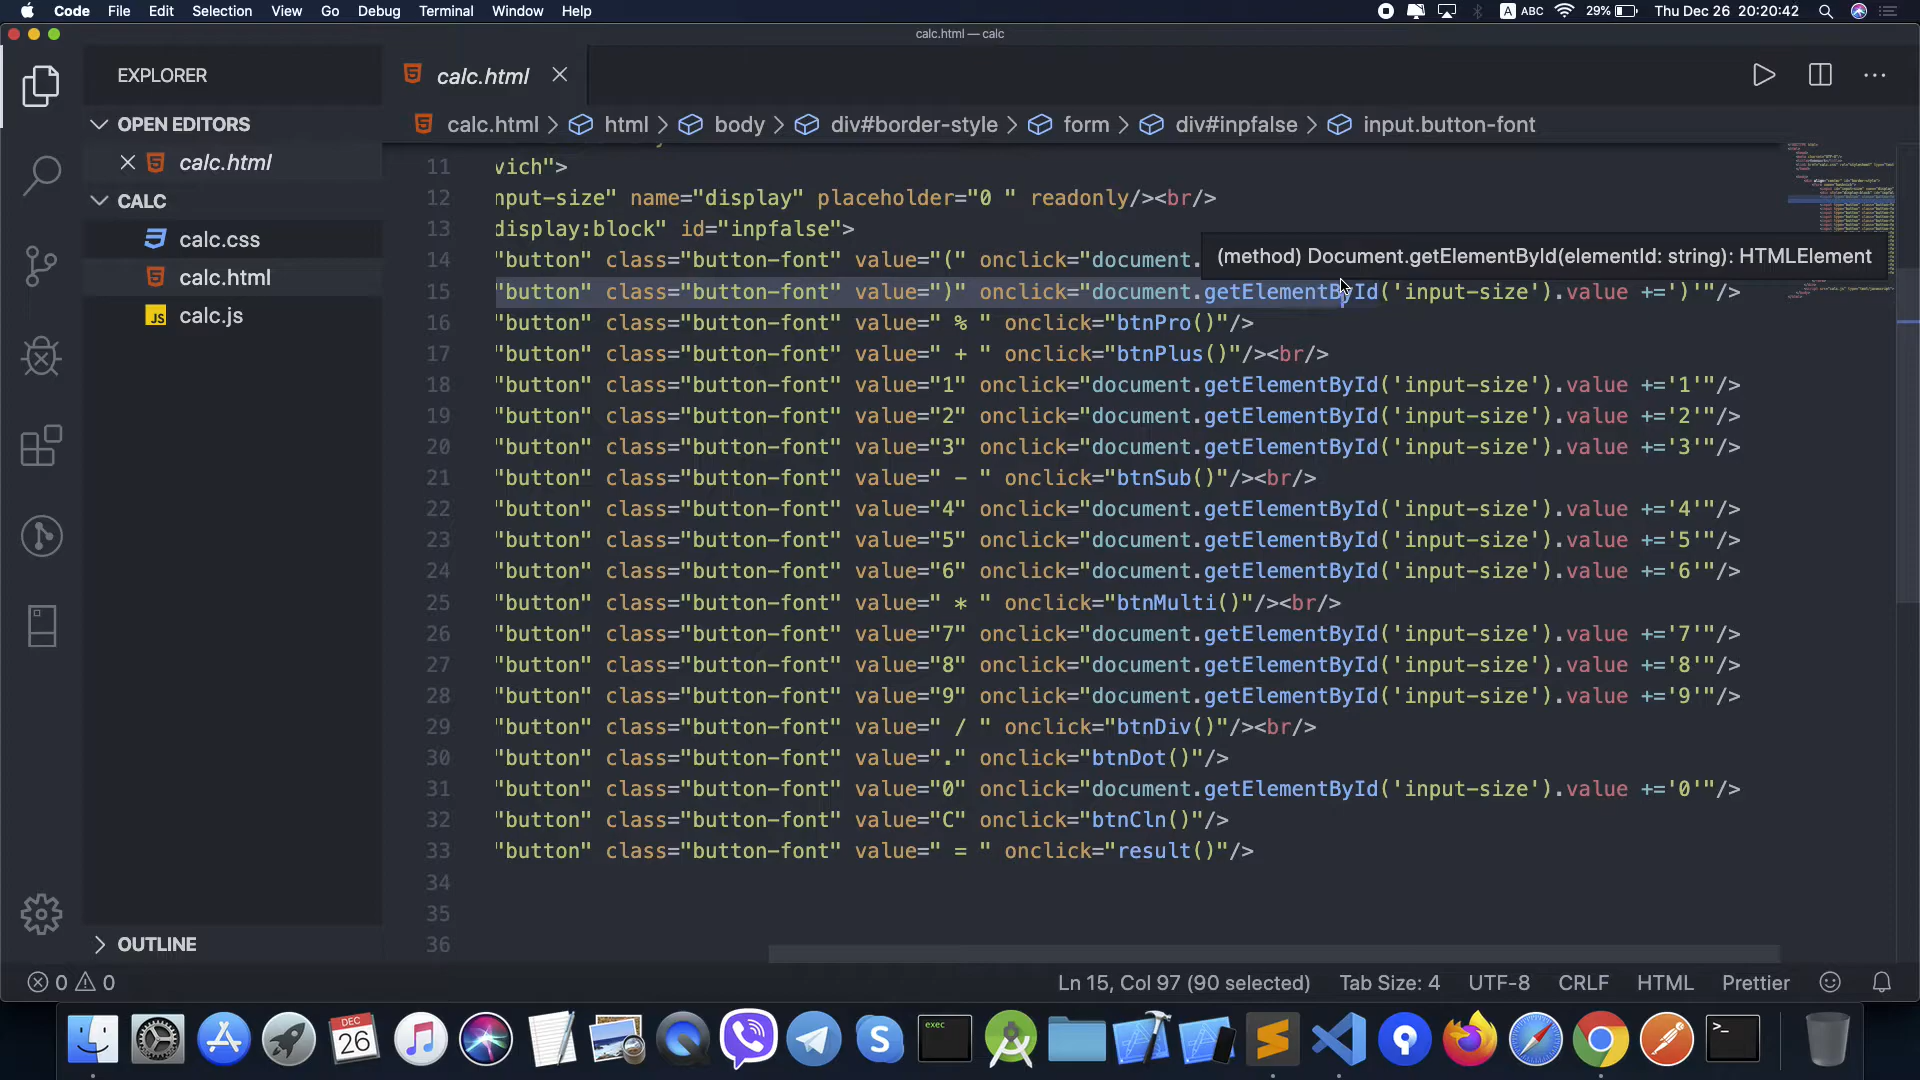 Code File Edit Selection View Go Debug Terminal Window Help
A ABC 29% Thu Dec 26 20:20:42
calc.html — calc
EXPLORER
calc.html
OPEN EDITORS
calc.html > html > body > div#border-style > form > div#inpfalse > input.button-font
calc.html
CALC
calc.css
calc.html
JS calc.js
11 vich">
12 nput-size" name="display" placeholder="0 " readonly/><br/>
13 display:block" id="inpfalse">
14 "button" class="button-font" value="(" onclick="document.
(method) Document.getElementById(elementId: string): HTMLElement
15 "button" class="button-font" value=")" onclick="document.getElementById('input-size').value +=')'"/>
16 "button" class="button-font" value=" % " onclick="btnPro()"/>
17 "button" class="button-font" value=" + " onclick="btnPlus()"/><br/>
18 "button" class="button-font" value="1" onclick="document.getElementById('input-size').value +='1'"/>
19 "button" class="button-font" value="2" onclick="document.getElementById('input-size').value +='2'"/>
20 "button" class="button-font" value="3" onclick="document.getElementById('input-size').value +='3'"/>
21 "button" class="button-font" value=" - " onclick="btnSub()"/><br/>
22 "button" class="button-font" value="4" onclick="document.getElementById('input-size').value +='4'"/>
23 "button" class="button-font" value="5" onclick="document.getElementById('input-size').value +='5'"/>
24 "button" class="button-font" value="6" onclick="document.getElementById('input-size').value +='6'"/>
25 "button" class="button-font" value=" * " onclick="btnMulti()"/><br/>
26 "button" class="button-font" value="7" onclick="document.getElementById('input-size').value +='7'"/>
27 "button" class="button-font" value="8" onclick="document.getElementById('input-size').value +='8'"/>
28 "button" class="button-font" value="9" onclick="document.getElementById('input-size').value +='9'"/>
29 "button" class="button-font" value=" / " onclick="btnDiv()"/><br/>
30 "button" class="button-font" value="." onclick="btnDot()"/>
31 "button" class="button-font" value="0" onclick="document.getElementById('input-size').value +='0'"/>
32 "button" class="button-font" value="C" onclick="btnCln()"/>
33 "button" class="button-font" value=" = " onclick="result()"/>
34
35
36
OUTLINE
0 0 Ln 15, Col 97 (90 selected) Tab Size: 4 UTF-8 CRLF HTML Prettier
DEC
26
exec